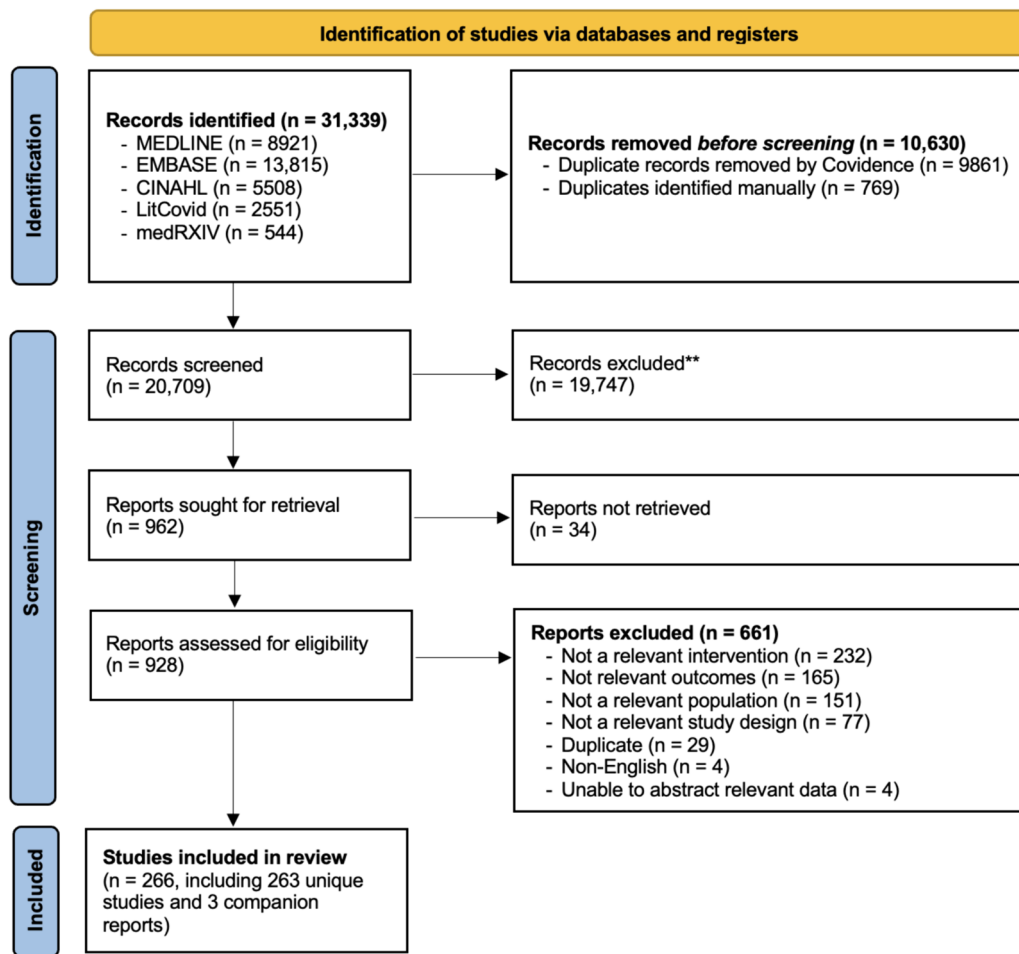 Identification of studies via databases and registers
Identification
Records identified (n = 31,339)
- MEDLINE (n = 8921)
- EMBASE (n = 13,815)
- CINAHL (n = 5508)
- LitCovid (n = 2551)
- medRXIV (n = 544)
Records removed before screening (n = 10,630)
- Duplicate records removed by Covidence (n = 9861)
- Duplicates identified manually (n = 769)
Screening
Records screened
(n = 20,709)
Records excluded**
(n = 19,747)
Reports sought for retrieval
(n = 962)
Reports not retrieved
(n = 34)
Reports assessed for eligibility
(n = 928)
Reports excluded (n = 661)
- Not a relevant intervention (n = 232)
- Not relevant outcomes (n = 165)
- Not a relevant population (n = 151)
- Not a relevant study design (n = 77)
- Duplicate (n = 29)
- Non-English (n = 4)
- Unable to abstract relevant data (n = 4)
Included
Studies included in review
(n = 266, including 263 unique
studies and 3 companion
reports)